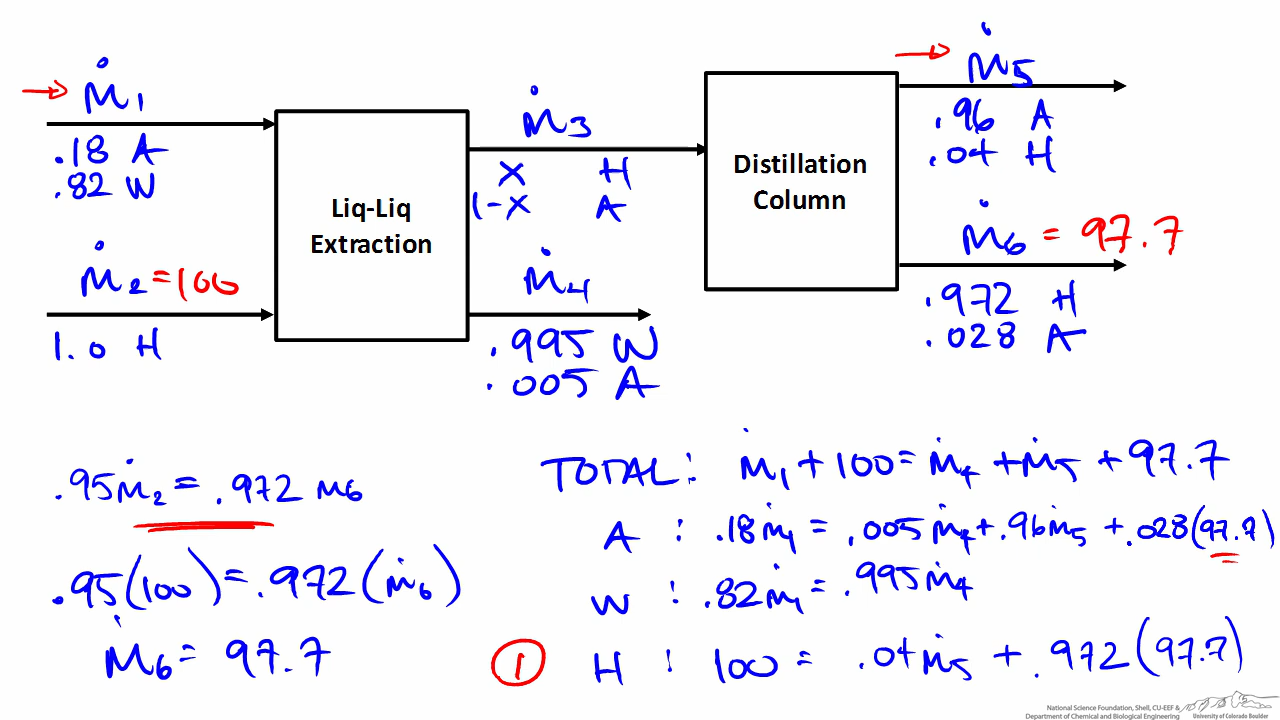 → ṁ1
.18 A
.82 W
ṁ2 = 100
1.0 H
Liq-Liq
Extraction
ṁ3
x H
1-x A
ṁ4
.995 W
.005 A
Distillation
Column
→ ṁ5
.96 A
.04 H
ṁ6 = 97.7
.972 H
.028 A
.95ṁ2 = .972 m6
.95(100) = .972(ṁ6)
ṁ6 = 97.7
TOTAL: ṁ1 + 100 = ṁ4 + ṁ5 + 97.7
A : .18ṁ1 = .005ṁ4 + .96ṁ5 + .028(97.7)
W : .82ṁ1 = .995ṁ4
① H : 100 = .04ṁ5 + .972(97.7)
National Science Foundation, Shell, CU-EEF &
Department of Chemical and Biological Engineering
University of Colorado Boulder